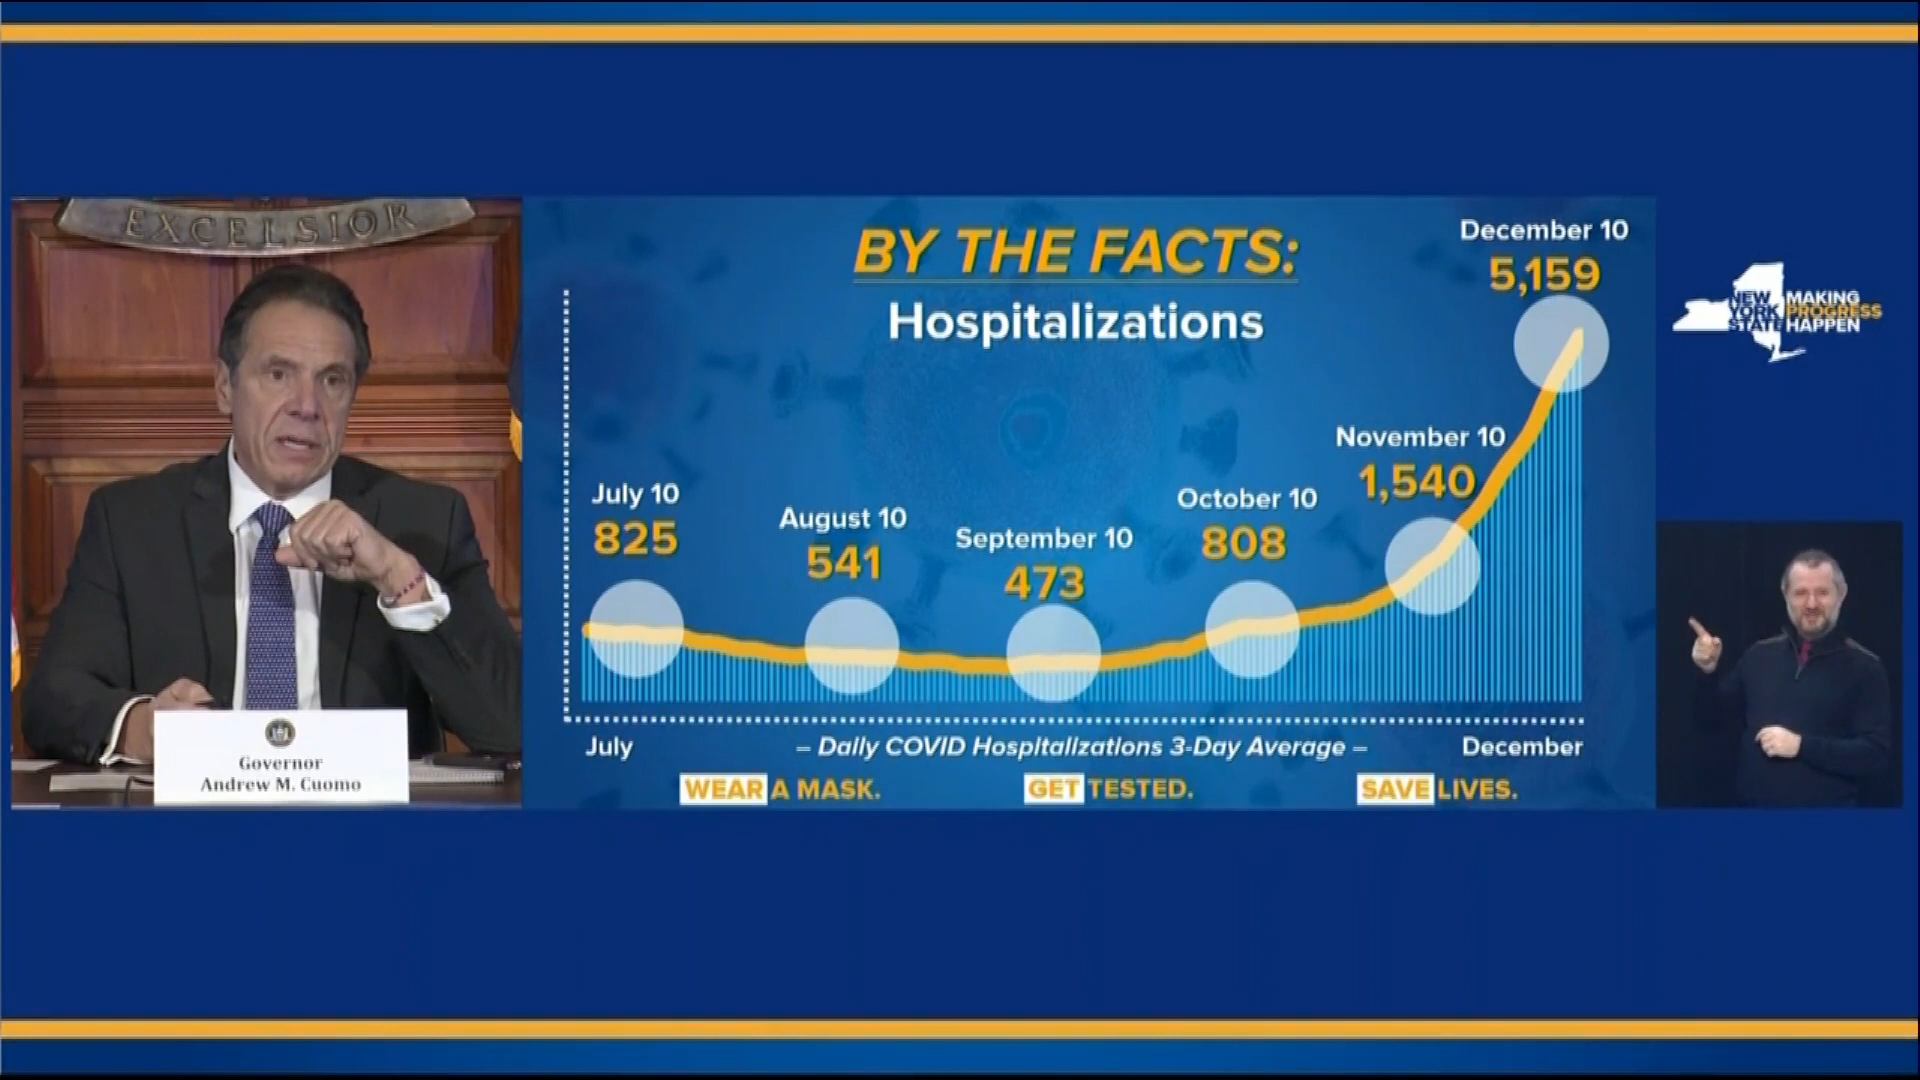 EXCELSIOR
Governor
Andrew M. Cuomo
BY THE FACTS:
Hospitalizations
July 10
825
August 10
541
September 10
473
October 10
808
November 10
1,540
December 10
5,159
July
– Daily COVID Hospitalizations 3-Day Average –
December
WEAR A MASK.
GET TESTED.
SAVE LIVES.
NEW
YORK
STATE
MAKING
PROGRESS
HAPPEN